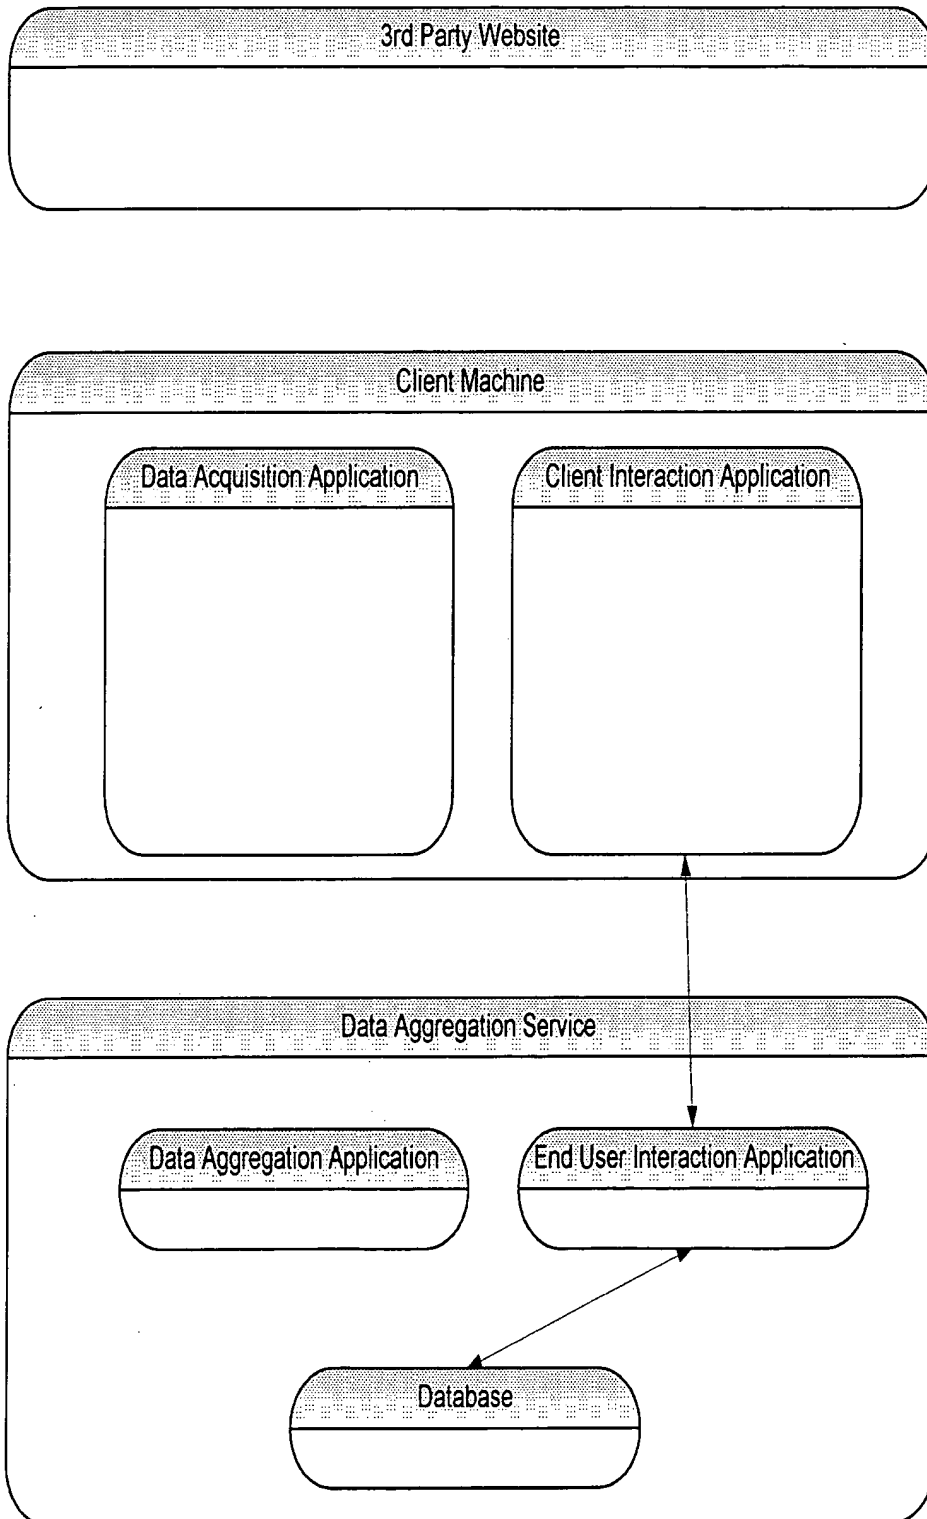 3rd Party Website
Client Machine
Data Acquisition Application
Client Interaction Application
Data Aggregation Service
Data Aggregation Application
End User Interaction Application
Database